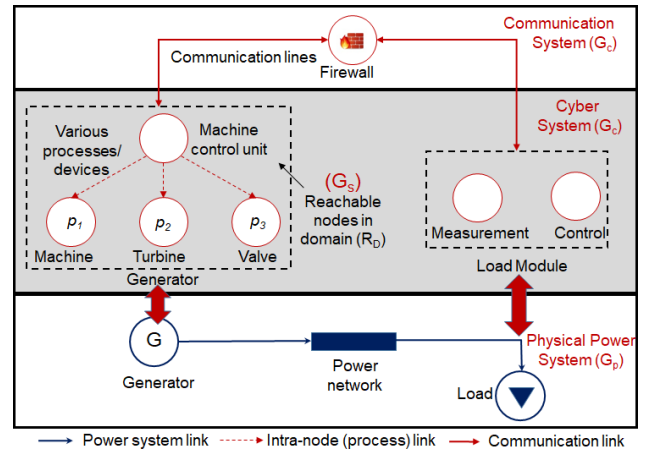 Communication
System (Gc)
Communication lines
Firewall
Cyber
System (Gc)
Various
processes/
devices
Machine
control unit
(GS)
Reachable
nodes in
domain (RD)
p1
p2
p3
Machine
Turbine
Valve
Generator
Measurement
Control
Load Module
G
Generator
Power
network
Physical Power
System (Gp)
Load
Power system link
Intra-node (process) link
Communication link